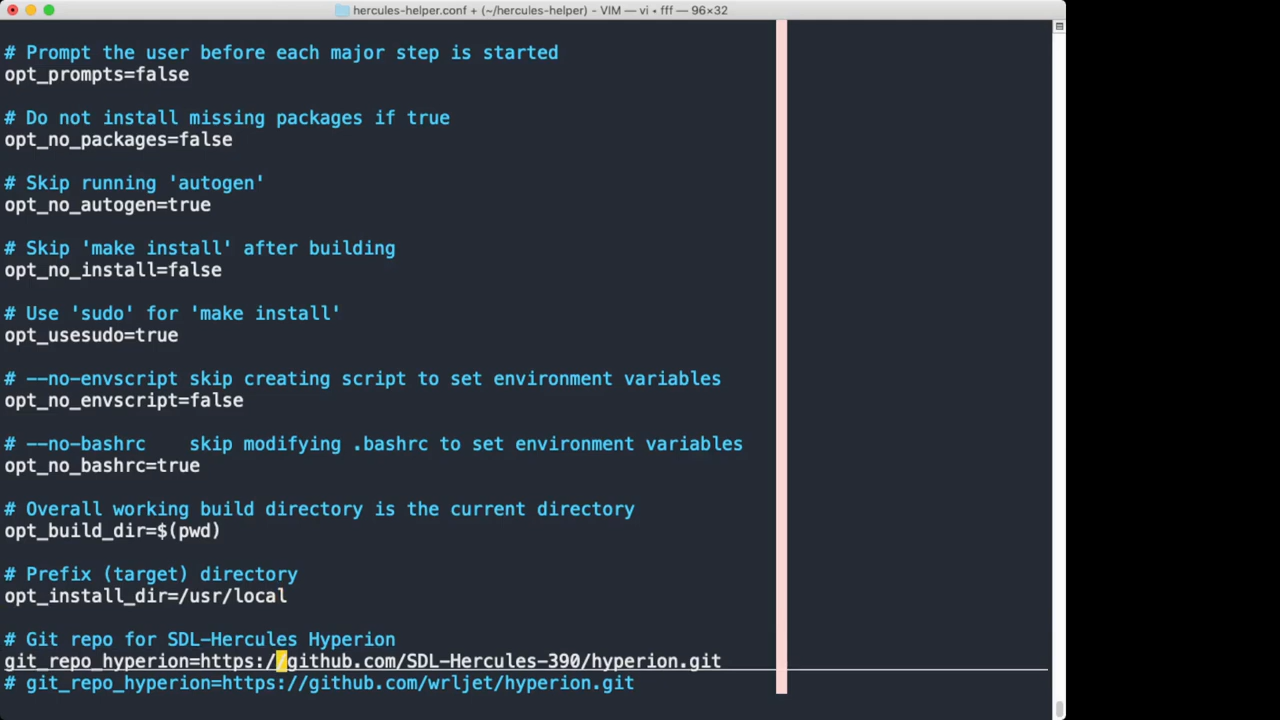 hercules-helper.conf + (~/hercules-helper) - VIM — vi • fff — 96×32
# Prompt the user before each major step is started
opt_prompts=false
# Do not install missing packages if true
opt_no_packages=false
# Skip running 'autogen'
opt_no_autogen=true
# Skip 'make install' after building
opt_no_install=false
# Use 'sudo' for 'make install'
opt_usesudo=true
# --no-envscript skip creating script to set environment variables
opt_no_envscript=false
# --no-bashrc    skip modifying .bashrc to set environment variables
opt_no_bashrc=true
# Overall working build directory is the current directory
opt_build_dir=$(pwd)
# Prefix (target) directory
opt_install_dir=/usr/local
# Git repo for SDL-Hercules Hyperion
git_repo_hyperion=https://github.com/SDL-Hercules-390/hyperion.git
# git_repo_hyperion=https://github.com/wrljet/hyperion.git